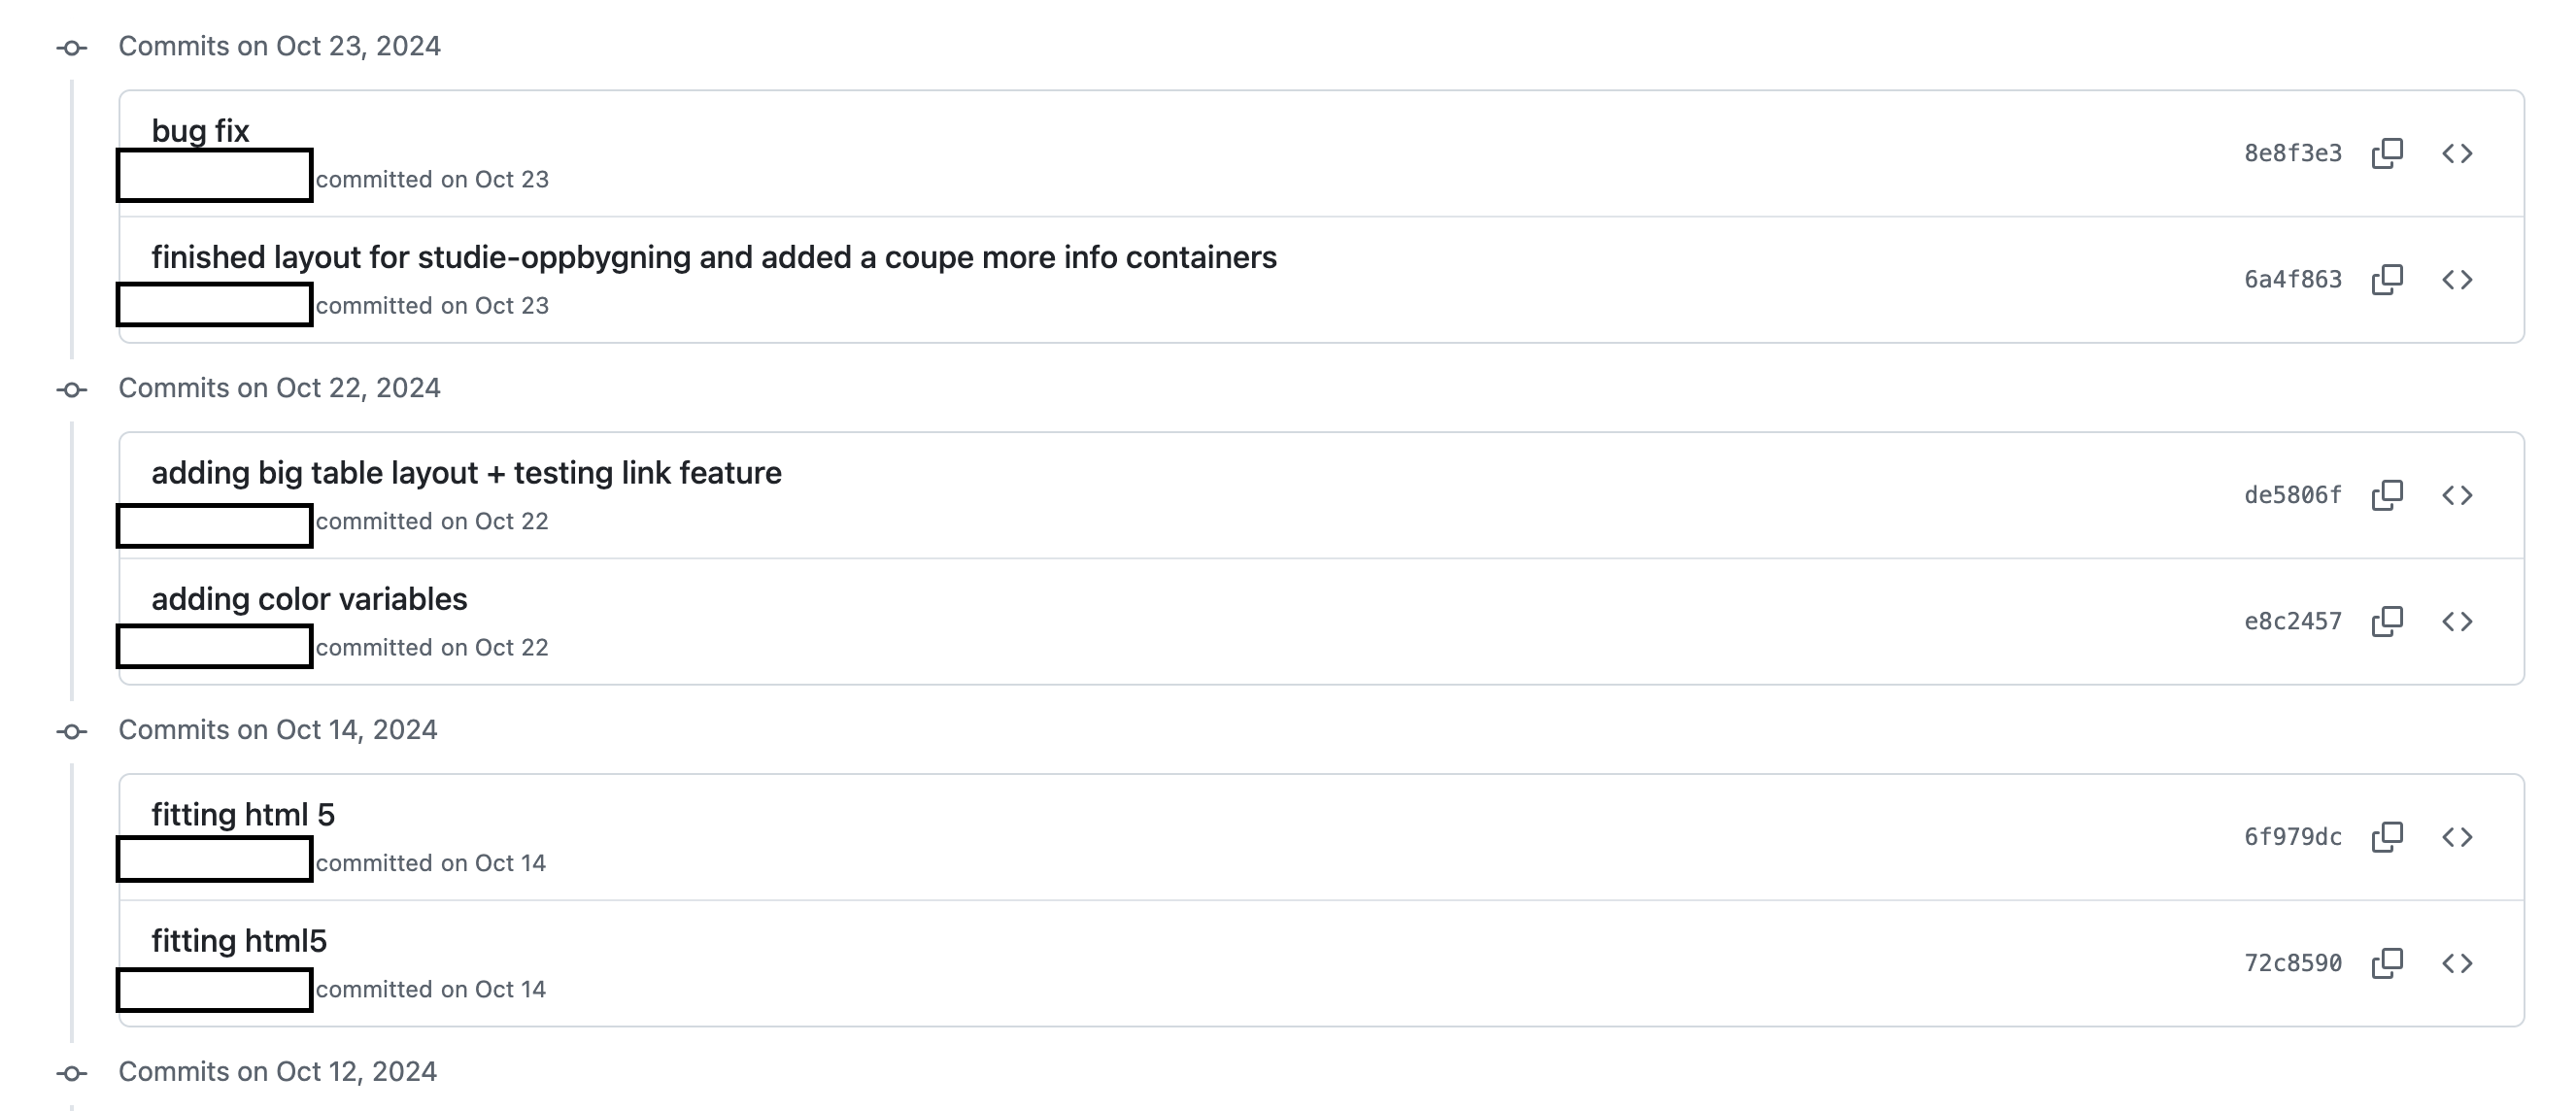 Commits on Oct 23, 2024
bug fix
committed on Oct 23
8e8f3e3
finished layout for studie-oppbygning and added a coupe more info containers
committed on Oct 23
6a4f863
Commits on Oct 22, 2024
adding big table layout + testing link feature
committed on Oct 22
de5806f
adding color variables
committed on Oct 22
e8c2457
Commits on Oct 14, 2024
fitting html 5
committed on Oct 14
6f979dc
fitting html5
committed on Oct 14
72c8590
Commits on Oct 12, 2024